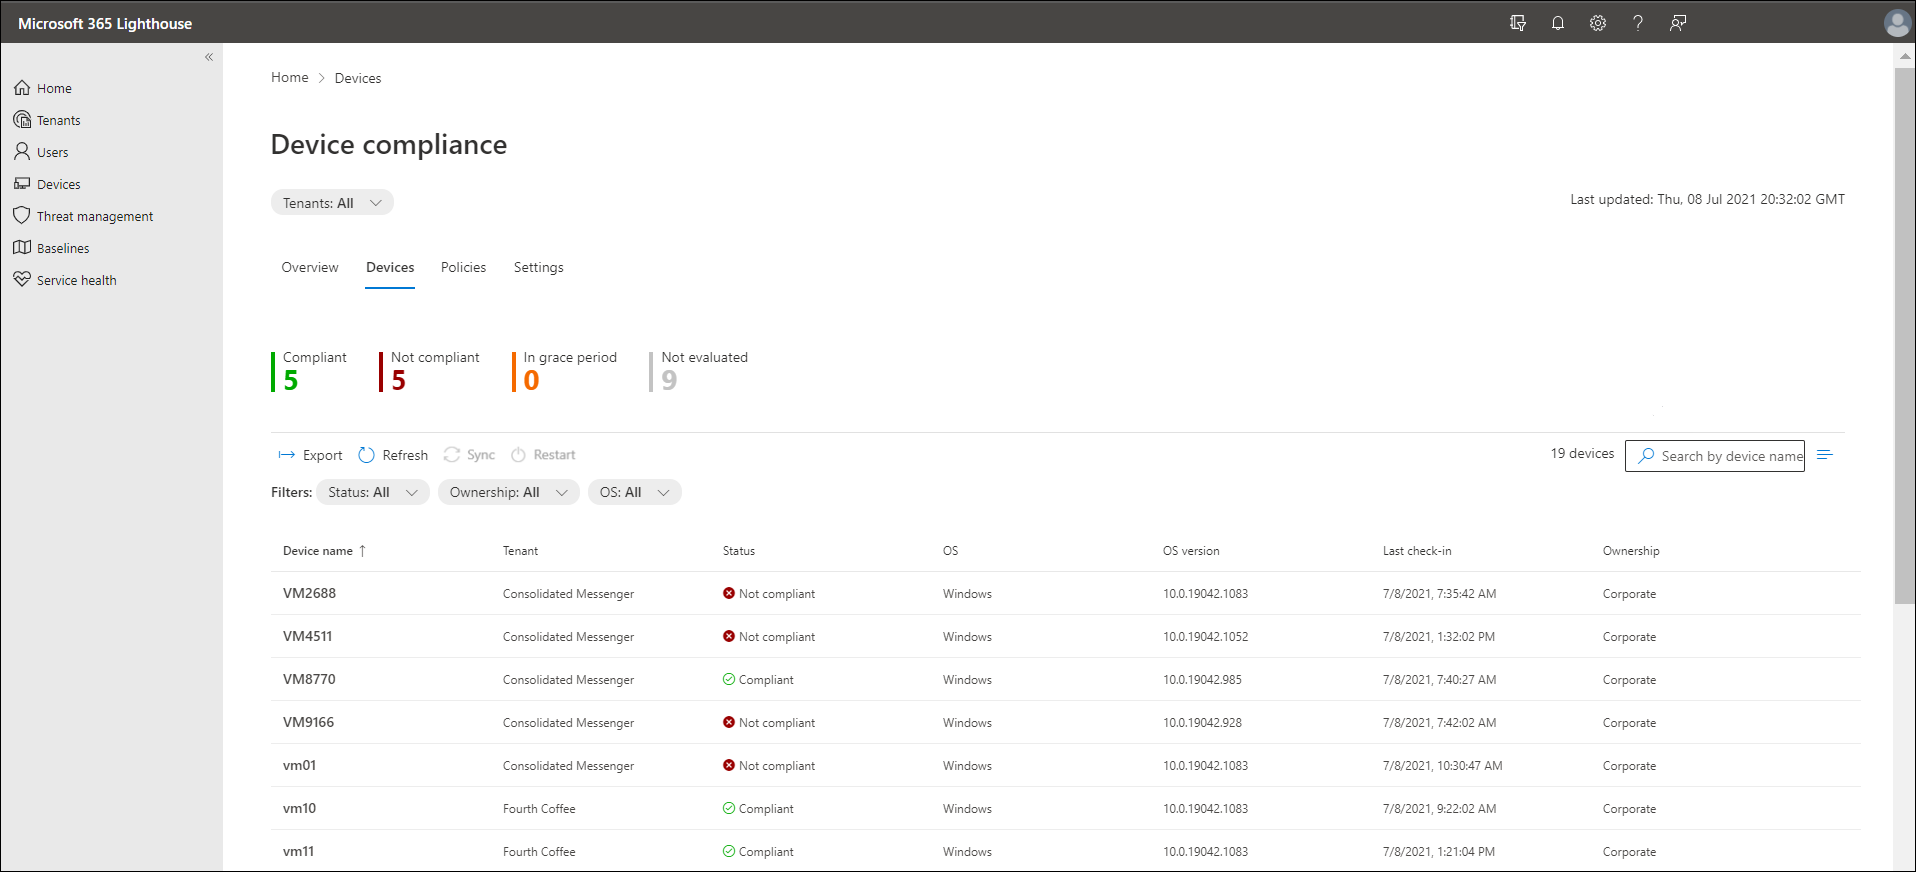 Microsoft 365 Lighthouse
Home
Tenants
Users
Devices
Threat management
Baselines
Service health
Home > Devices
Device compliance
Tenants: All
Last updated: Thu, 08 Jul 2021 20:32:02 GMT
Overview Devices Policies Settings
Compliant Not compliant In grace period Not evaluated
5 5 0 9
Export Refresh Sync Restart 19 devices Search by device name
Filters: Status: All Ownership: All OS: All
Device name ↑ Tenant Status OS OS version Last check-in Ownership
VM2688 Consolidated Messenger Not compliant Windows 10.0.19042.1083 7/8/2021, 7:35:42 AM Corporate
VM4511 Consolidated Messenger Not compliant Windows 10.0.19042.1052 7/8/2021, 1:32:02 PM Corporate
VM8770 Consolidated Messenger Compliant Windows 10.0.19042.985 7/8/2021, 7:40:27 AM Corporate
VM9166 Consolidated Messenger Not compliant Windows 10.0.19042.928 7/8/2021, 7:42:02 AM Corporate
vm01 Consolidated Messenger Not compliant Windows 10.0.19042.1083 7/8/2021, 10:30:47 AM Corporate
vm10 Fourth Coffee Compliant Windows 10.0.19042.1083 7/8/2021, 9:22:02 AM Corporate
vm11 Fourth Coffee Compliant Windows 10.0.19042.1083 7/8/2021, 1:21:04 PM Corporate